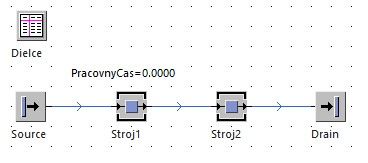 Dielce
PracovnyCas=0.0000
Source
Stroj1
Stroj2
Drain